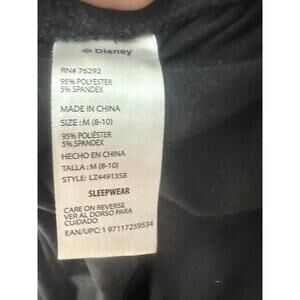 © Disney
RN# 76292
95% POLYESTER
5% SPANDEX
MADE IN CHINA
SIZE : M (8-10)
95% POLIÉSTER
5% SPANDEX
HECHO EN CHINA
TALLA : M (8-10)
STYLE: LZ44913SB
SLEEPWEAR
CARE ON REVERSE
VER AL DORSO PARA
CUIDADO
EAN/UPC: 1 97117259534